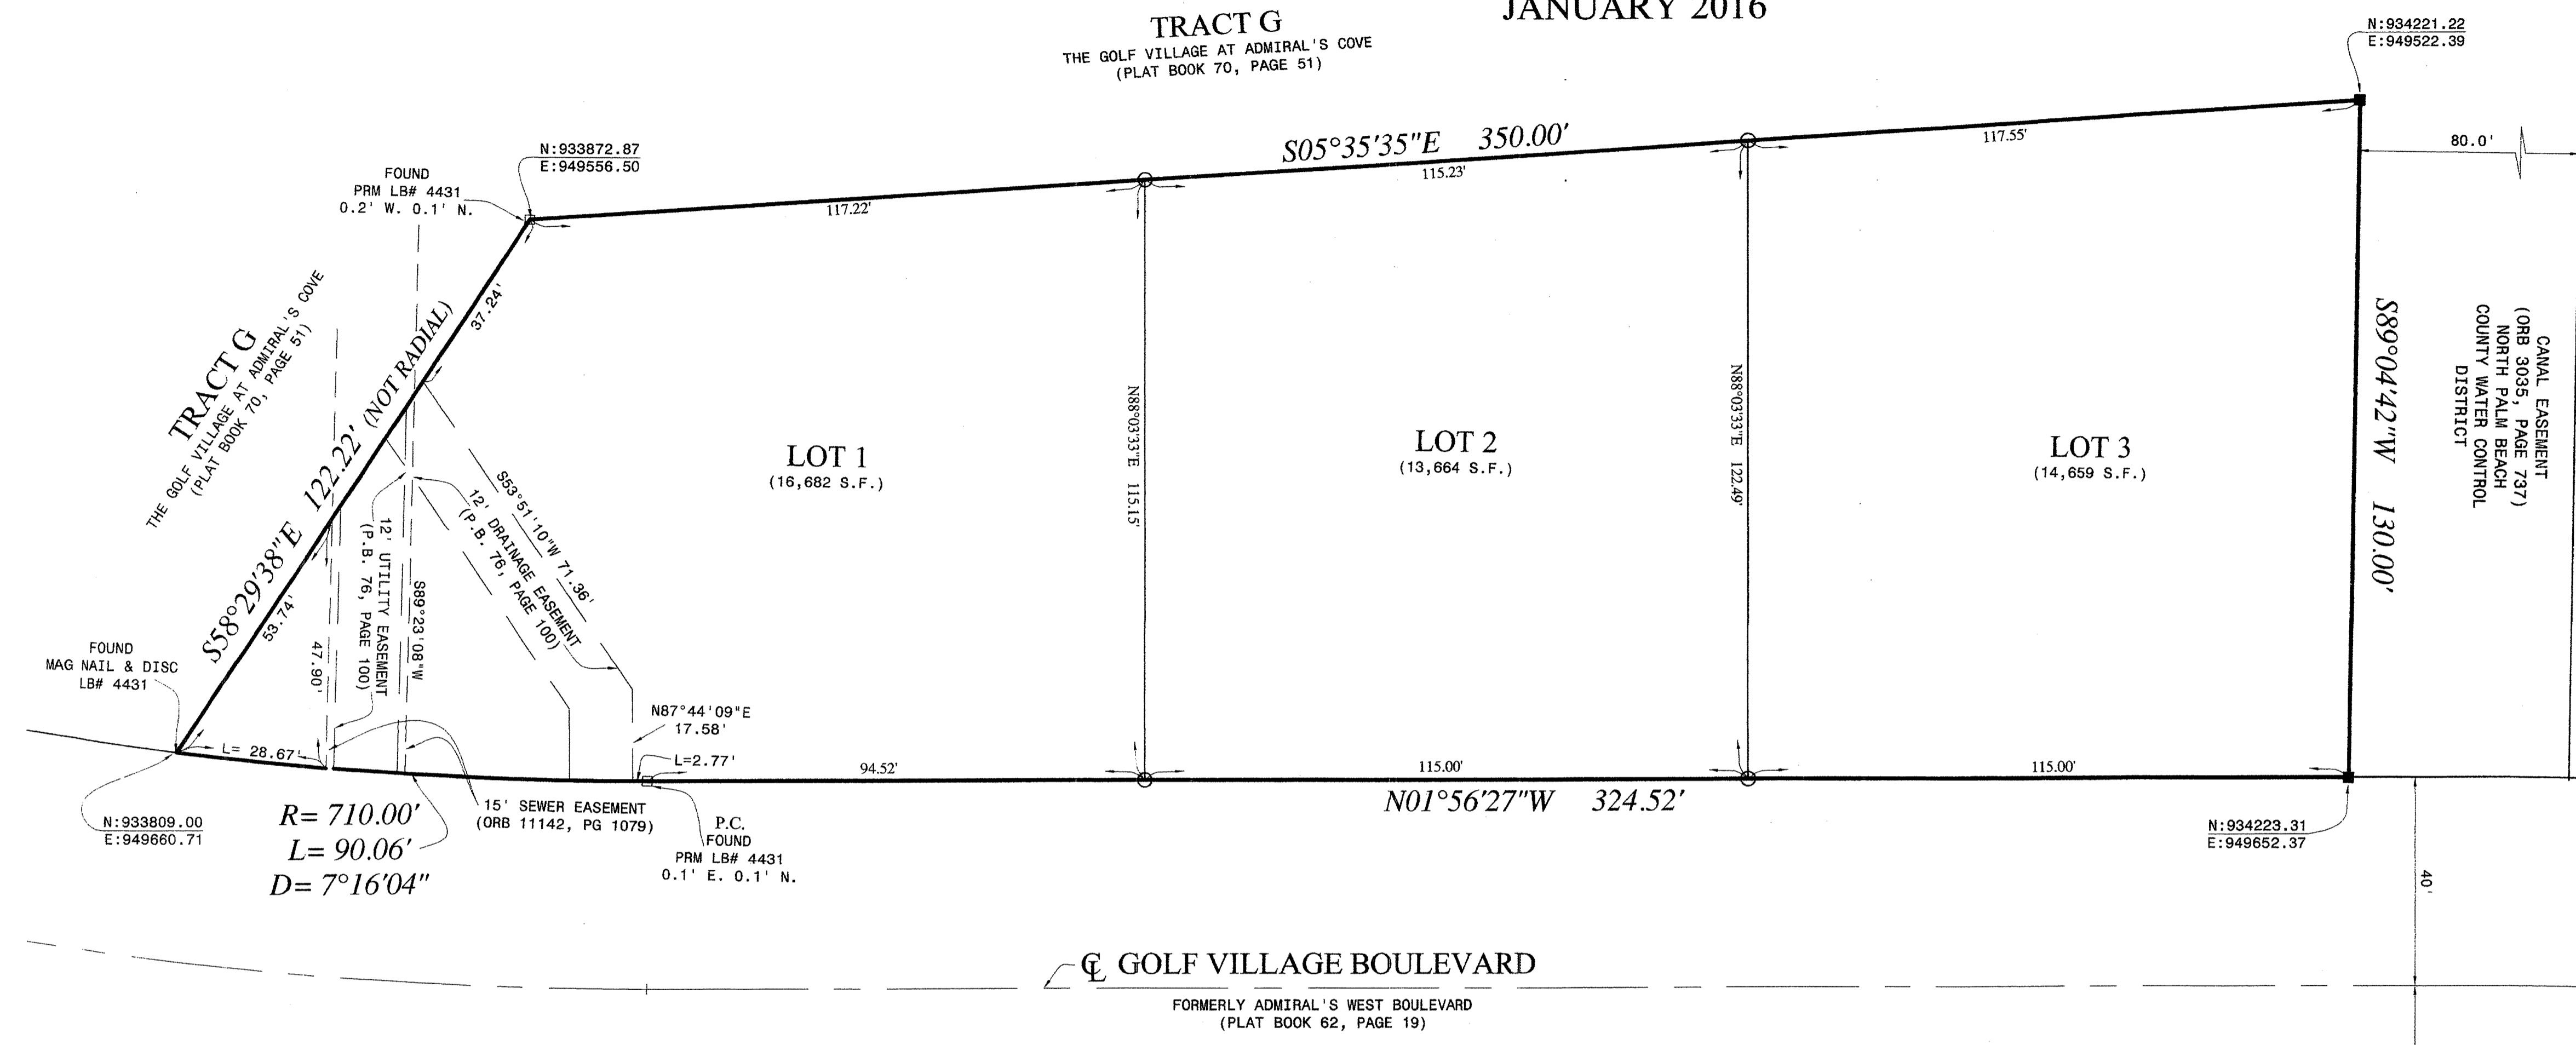 JANUARY 2016
TRACT G
THE GOLF VILLAGE AT ADMIRAL'S COVE
(PLAT BOOK 70, PAGE 51)
N:934221.22
E:949522.39
80.0'
S05°35'35"E 350.00'
117.22'
115.23'
117.55'
N:933872.87
E:949556.50
FOUND
PRM LB# 4431
0.2' W. 0.1' N.
TRACT G
THE GOLF VILLAGE AT ADMIRAL'S COVE
(PLAT BOOK 70, PAGE 51)
S58°29'38"E 122.22' (NOT RADIAL)
37.24'
53.74'
FOUND
MAG NAIL & DISC
LB# 4431
47.90'
12' UTILITY EASEMENT
(P.B. 76, PAGE 100)
S89°23'08"W
12' DRAINAGE EASEMENT
(P.B. 76, PAGE 100)
S53°51'10"W 71.36'
N87°44'09"E
17.58'
LOT 1
(16,682 S.F.)
N88°03'33"E 115.15'
LOT 2
(13,664 S.F.)
N88°03'33"E 122.49'
LOT 3
(14,659 S.F.)
S89°04'42"W 130.00'
CANAL EASEMENT
(ORB 3035, PAGE 737)
NORTH PALM BEACH
COUNTY WATER CONTROL
DISTRICT
L= 28.67'
L=2.77'
94.52'
115.00'
115.00'
N01°56'27"W 324.52'
N:933809.00
E:949660.71
R= 710.00'
L= 90.06'
D= 7°16'04"
15' SEWER EASEMENT
(ORB 11142, PG 1079)
P.C.
FOUND
PRM LB# 4431
0.1' E. 0.1' N.
N:934223.31
E:949652.37
40'
℄ GOLF VILLAGE BOULEVARD
FORMERLY ADMIRAL'S WEST BOULEVARD
(PLAT BOOK 62, PAGE 19)